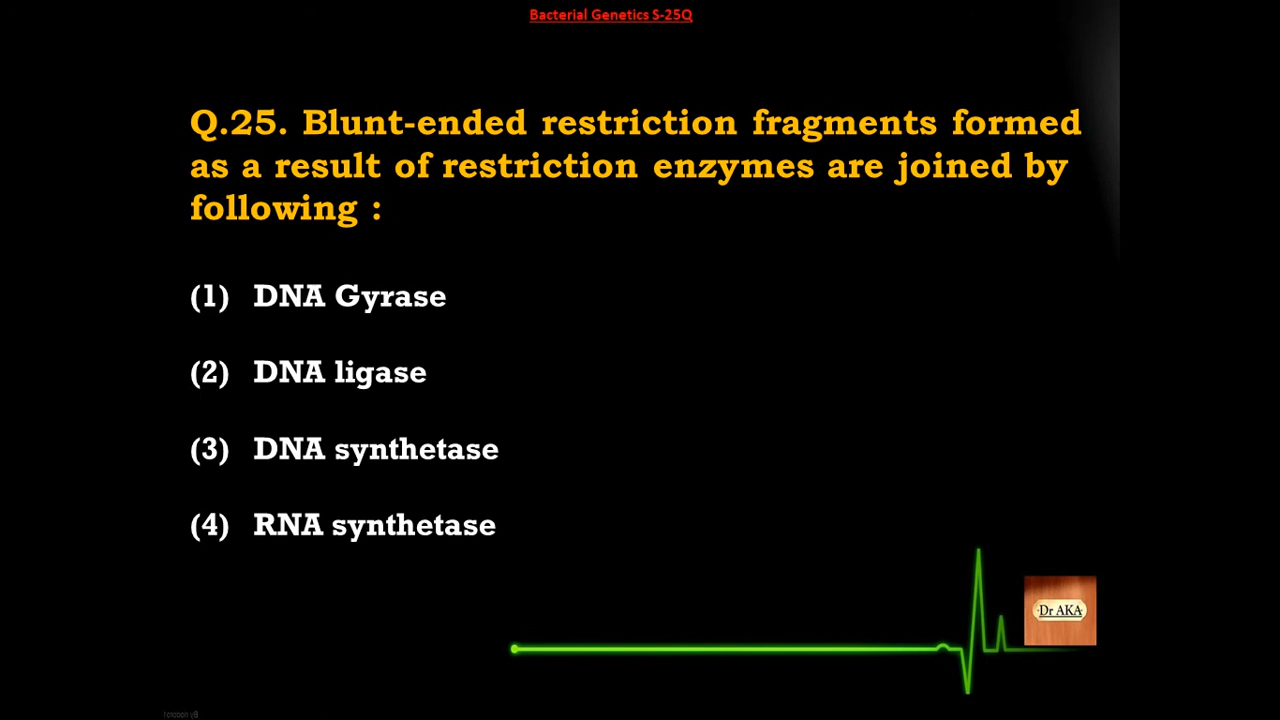 Bacterial Genetics S-25Q
Q.25. Blunt-ended restriction fragments formed
as a result of restriction enzymes are joined by
following :
(1) DNA Gyrase
(2) DNA ligase
(3) DNA synthetase
(4) RNA synthetase
Dr AKA